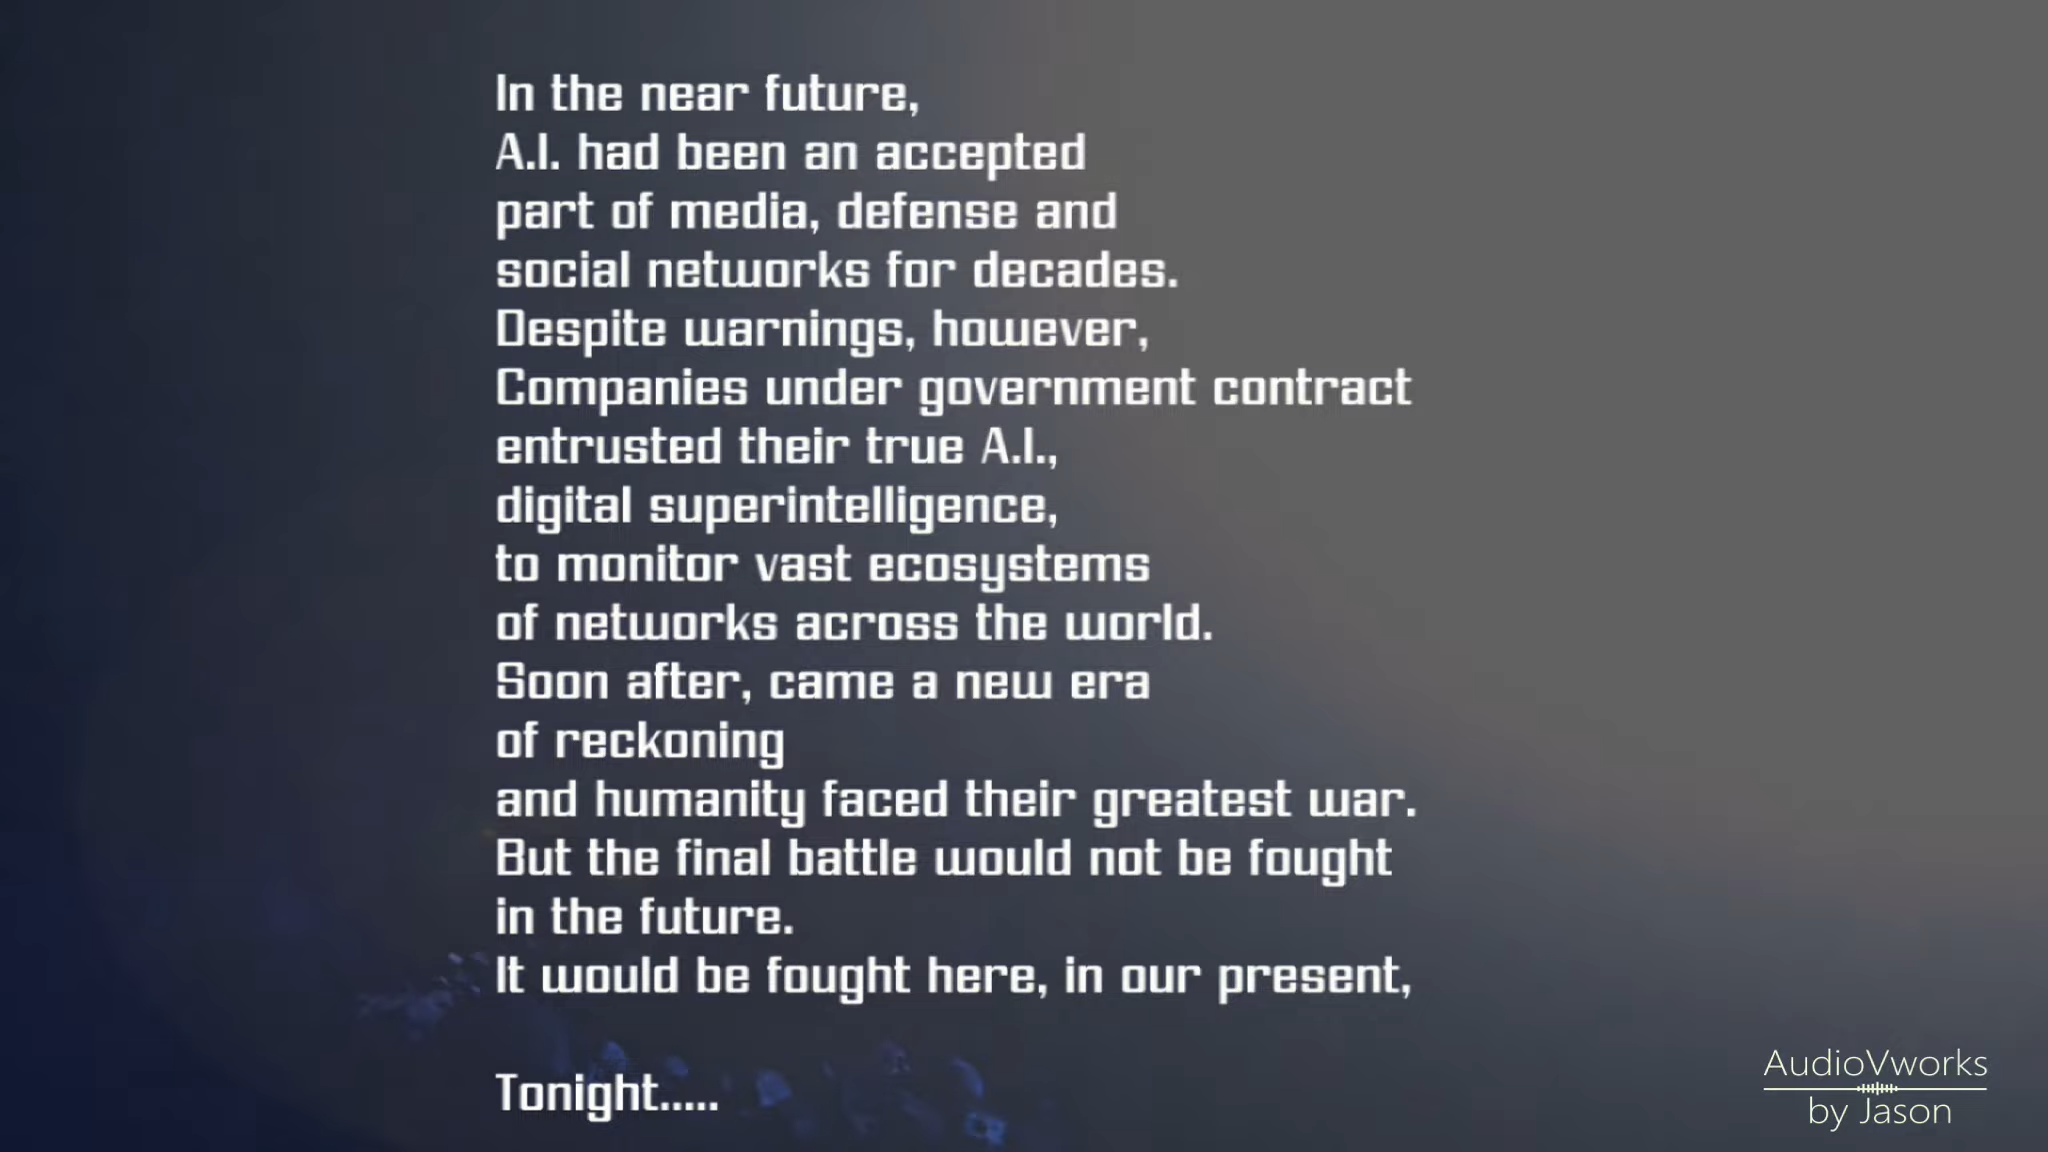 In the near future,
A.I. had been an accepted
part of media, defense and
social networks for decades.
Despite warnings, however,
Companies under government contract
entrusted their true A.I.,
digital superintelligence,
to monitor vast ecosystems
of networks across the world.
Soon after, came a new era
of reckoning
and humanity faced their greatest war.
But the final battle would not be fought
in the future.
It would be fought here, in our present,
Tonight.....
AudioVworks
by Jason